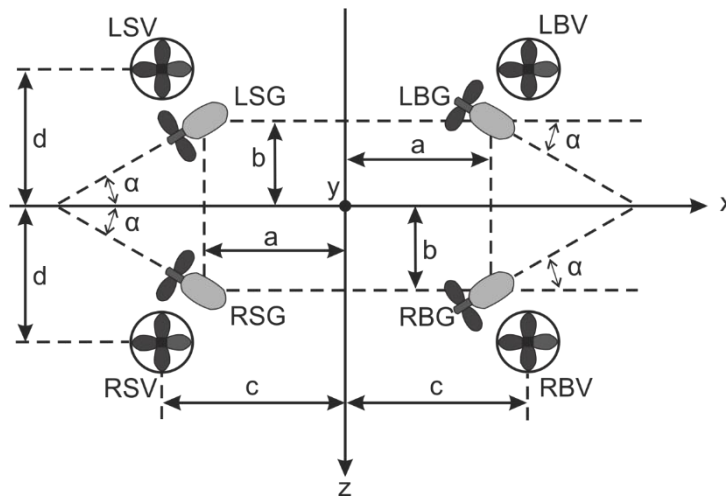 LSV
LBV
LSG
LBG
d
b
a
α
α
y
x
α
d
a
b
α
RSG
RBG
RSV
c
c
RBV
z